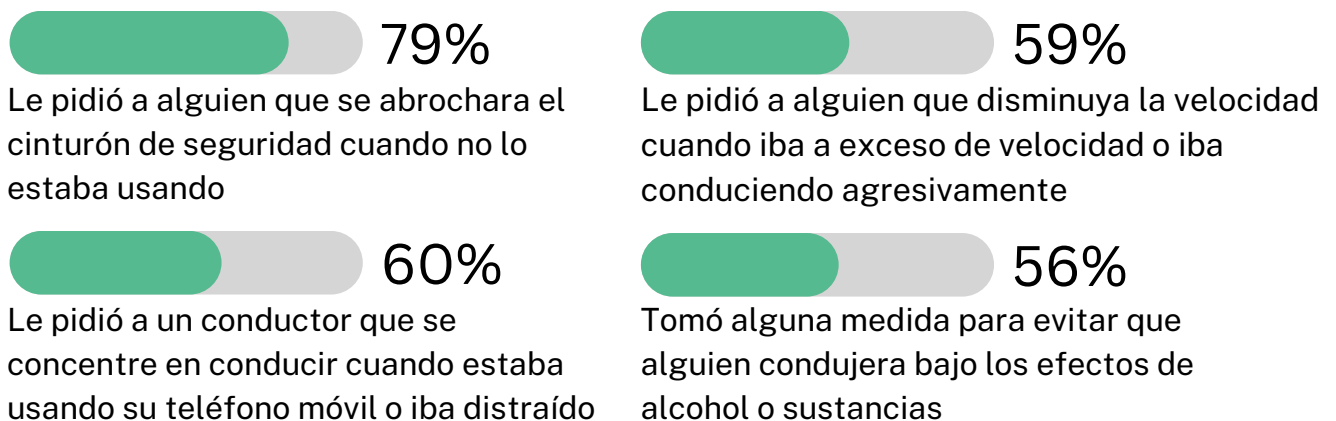 79%
Le pidió a alguien que se abrochara el
cinturón de seguridad cuando no lo
estaba usando
59%
Le pidió a alguien que disminuya la velocidad
cuando iba a exceso de velocidad o iba
conduciendo agresivamente
60%
Le pidió a un conductor que se
concentre en conducir cuando estaba
usando su teléfono móvil o iba distraído
56%
Tomó alguna medida para evitar que
alguien condujera bajo los efectos de
alcohol o sustancias